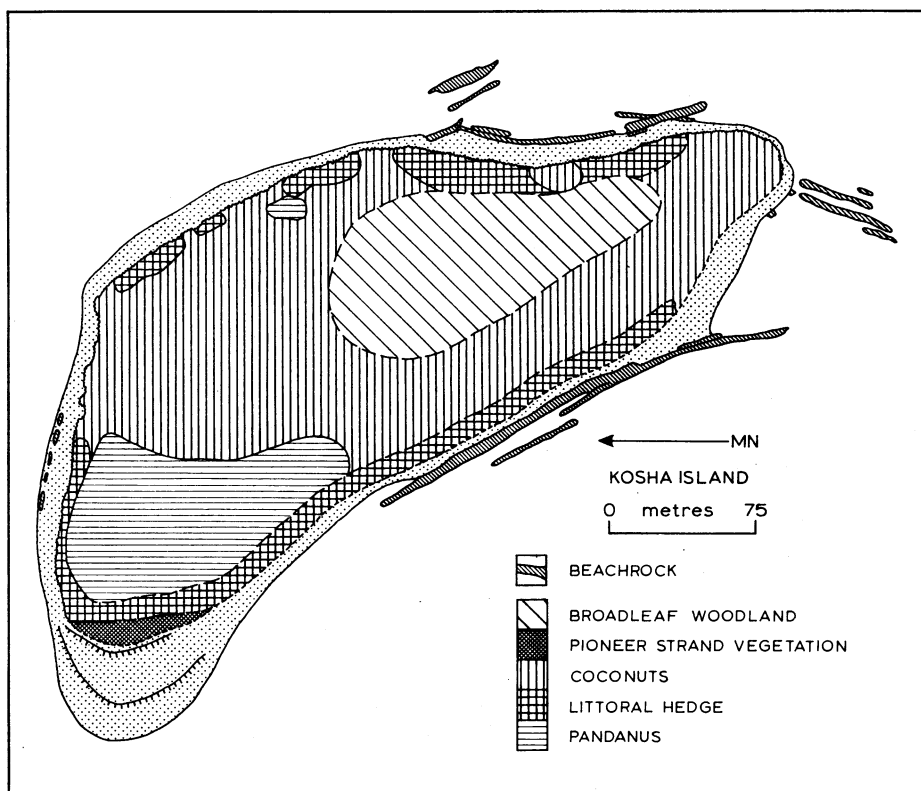 MN
KOSHA ISLAND
0 metres 75
BEACHROCK
BROADLEAF WOODLAND
PIONEER STRAND VEGETATION
COCONUTS
LITTORAL HEDGE
PANDANUS